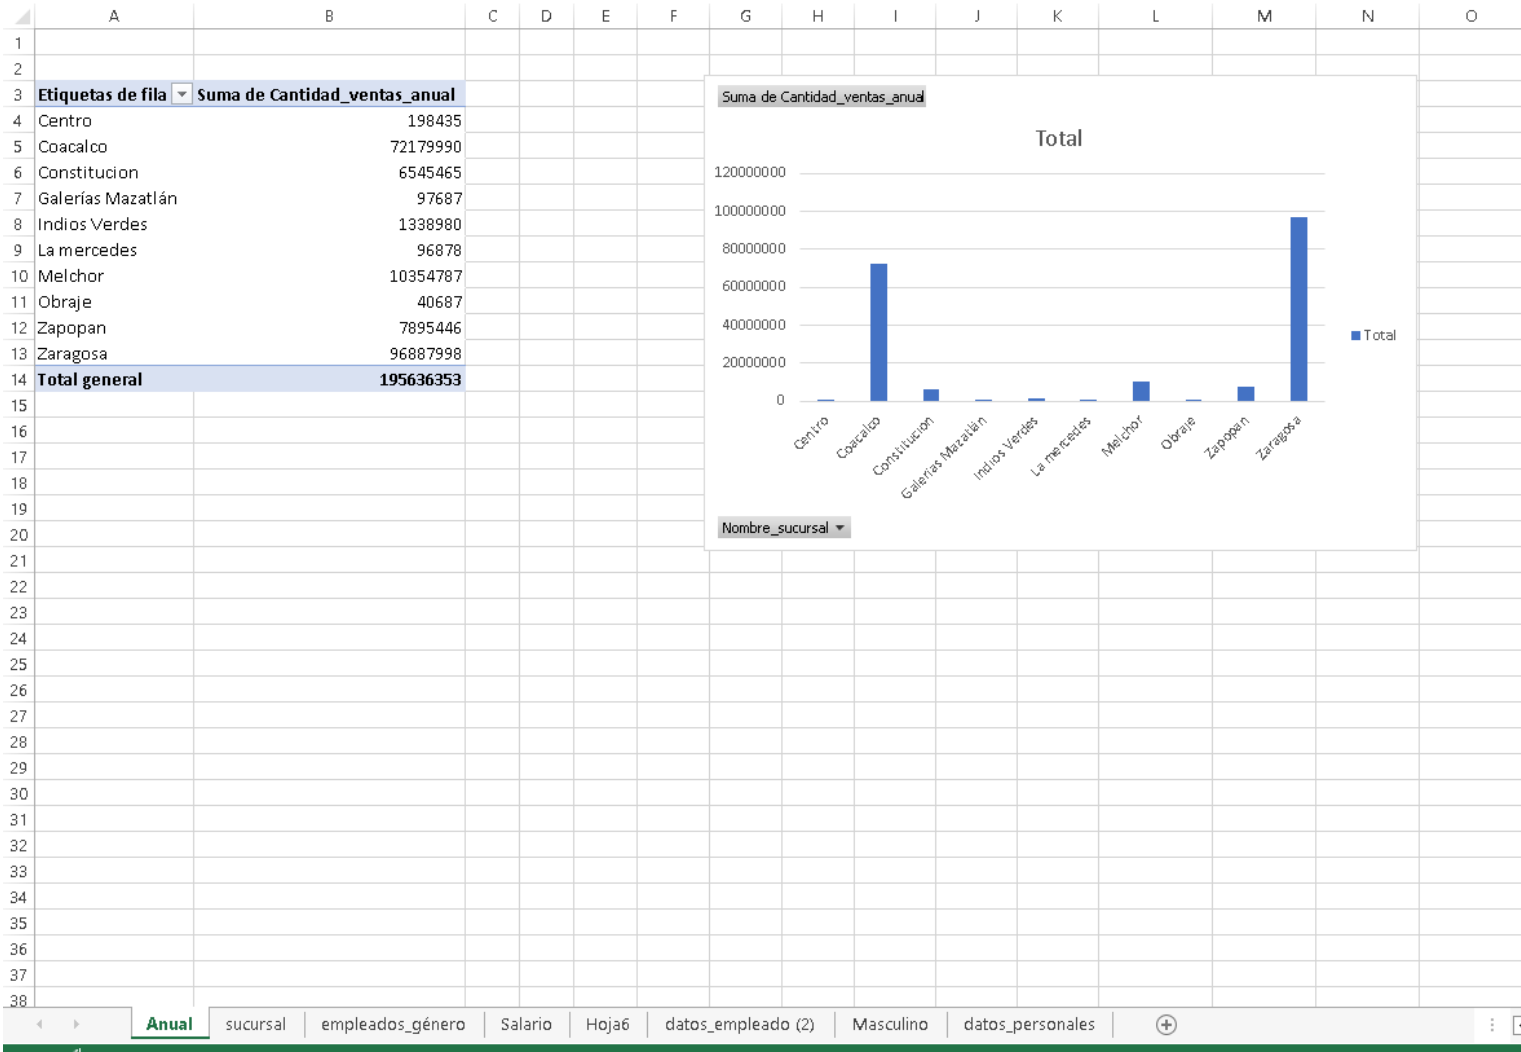 A B C D E F G H I J K L M N O
1
2
3 Etiquetas de fila Suma de Cantidad_ventas_anual
4 Centro 198435
5 Coacalco 72179990
6 Constitucion 6545465
7 Galerías Mazatlán 97687
8 Indios Verdes 1338980
9 La mercedes 96878
10 Melchor 10354787
11 Obraje 40687
12 Zapopan 7895446
13 Zaragosa 96887998
14 Total general 195636353
15
16
17
18
19
20
21
22
23
24
25
26
27
28
29
30
31
32
33
34
35
36
37
38
Suma de Cantidad_ventas_anual
Total
120000000
100000000
80000000
60000000
40000000
20000000
0
Centro Coacalco Constitucion Galerías Mazatlán Indios Verdes La mercedes Melchor Obraje Zapopan Zaragosa
Total
Nombre_sucursal
Anual sucursal empleados_género Salario Hoja6 datos_empleado (2) Masculino datos_personales